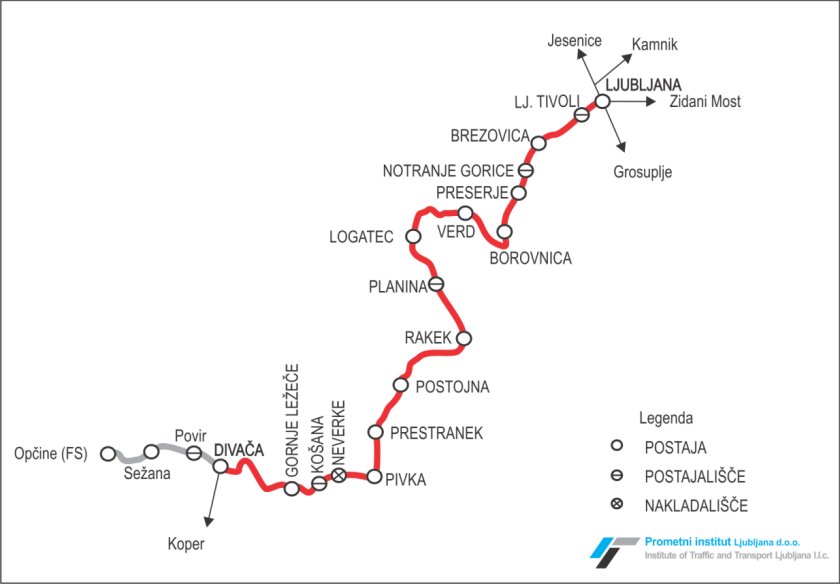 Jesenice
Kamnik
LJUBLJANA
LJ. TIVOLI
Zidani Most
BREZOVICA
Grosuplje
NOTRANJE GORICE
PRESERJE
VERD
LOGATEC
BOROVNICA
PLANINA
RAKEK
POSTOJNA
PRESTRANEK
PIVKA
NEVERKE
KOŠANA
GORNJE LEŽEČE
DIVAČA
Povir
Sežana
Opčine (FS)
Koper
Legenda
POSTAJA
POSTAJALIŠČE
NAKLADALIŠČE
Prometni institut Ljubljana d.o.o.
Institute of Traffic and Transport Ljubljana l.l.c.